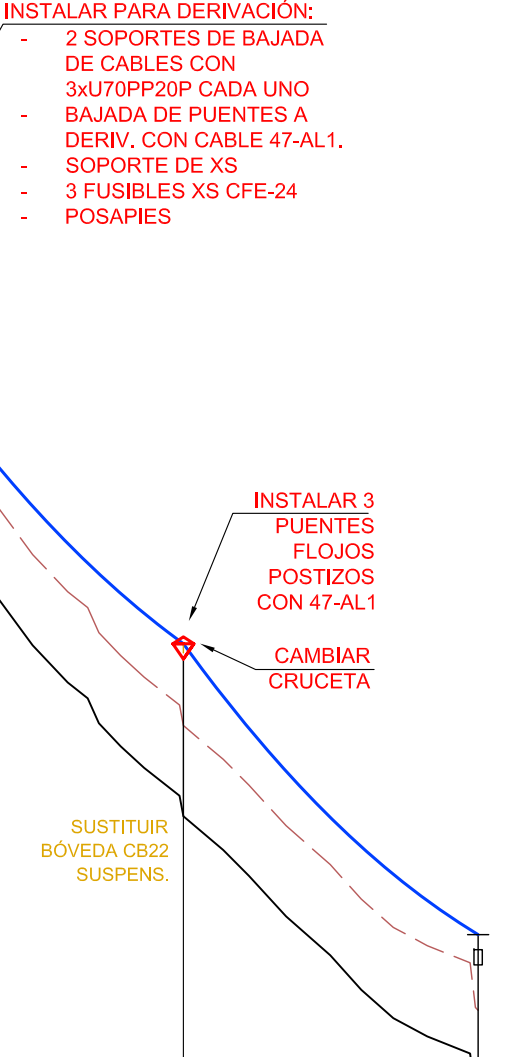 INSTALAR PARA DERIVACIÓN:
- 2 SOPORTES DE BAJADA
DE CABLES CON
3xU70PP20P CADA UNO
- BAJADA DE PUENTES A
DERIV. CON CABLE 47-AL1.
- SOPORTE DE XS
- 3 FUSIBLES XS CFE-24
- POSAPIES
INSTALAR 3
PUENTES
FLOJOS
POSTIZOS
CON 47-AL1
CAMBIAR
CRUCETA
SUSTITUIR
BÓVEDA CB22
SUSPENS.